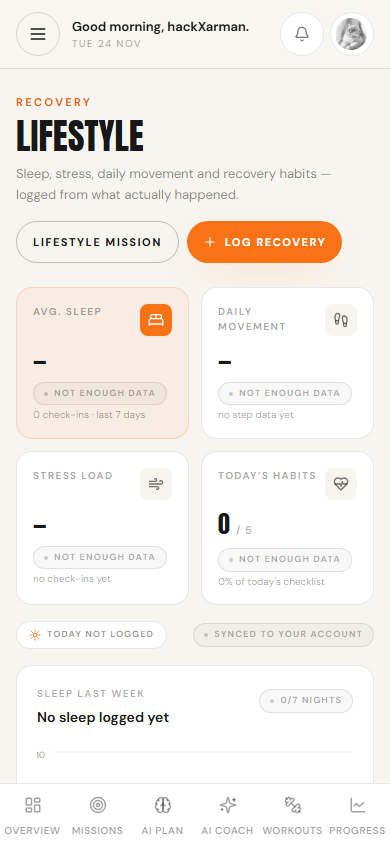 Good morning, hackXarman.
TUE 24 NOV
RECOVERY
LIFESTYLE
Sleep, stress, daily movement and recovery habits —
logged from what actually happened.
LIFESTYLE MISSION
+ LOG RECOVERY
AVG. SLEEP
–
NOT ENOUGH DATA
0 check-ins · last 7 days
DAILY
MOVEMENT
–
NOT ENOUGH DATA
no step data yet
STRESS LOAD
–
NOT ENOUGH DATA
no check-ins yet
TODAY'S HABITS
0 / 5
NOT ENOUGH DATA
0% of today's checklist
TODAY NOT LOGGED
SYNCED TO YOUR ACCOUNT
SLEEP LAST WEEK
No sleep logged yet
0/7 NIGHTS
10
OVERVIEW
MISSIONS
AI PLAN
AI COACH
WORKOUTS
PROGRESS